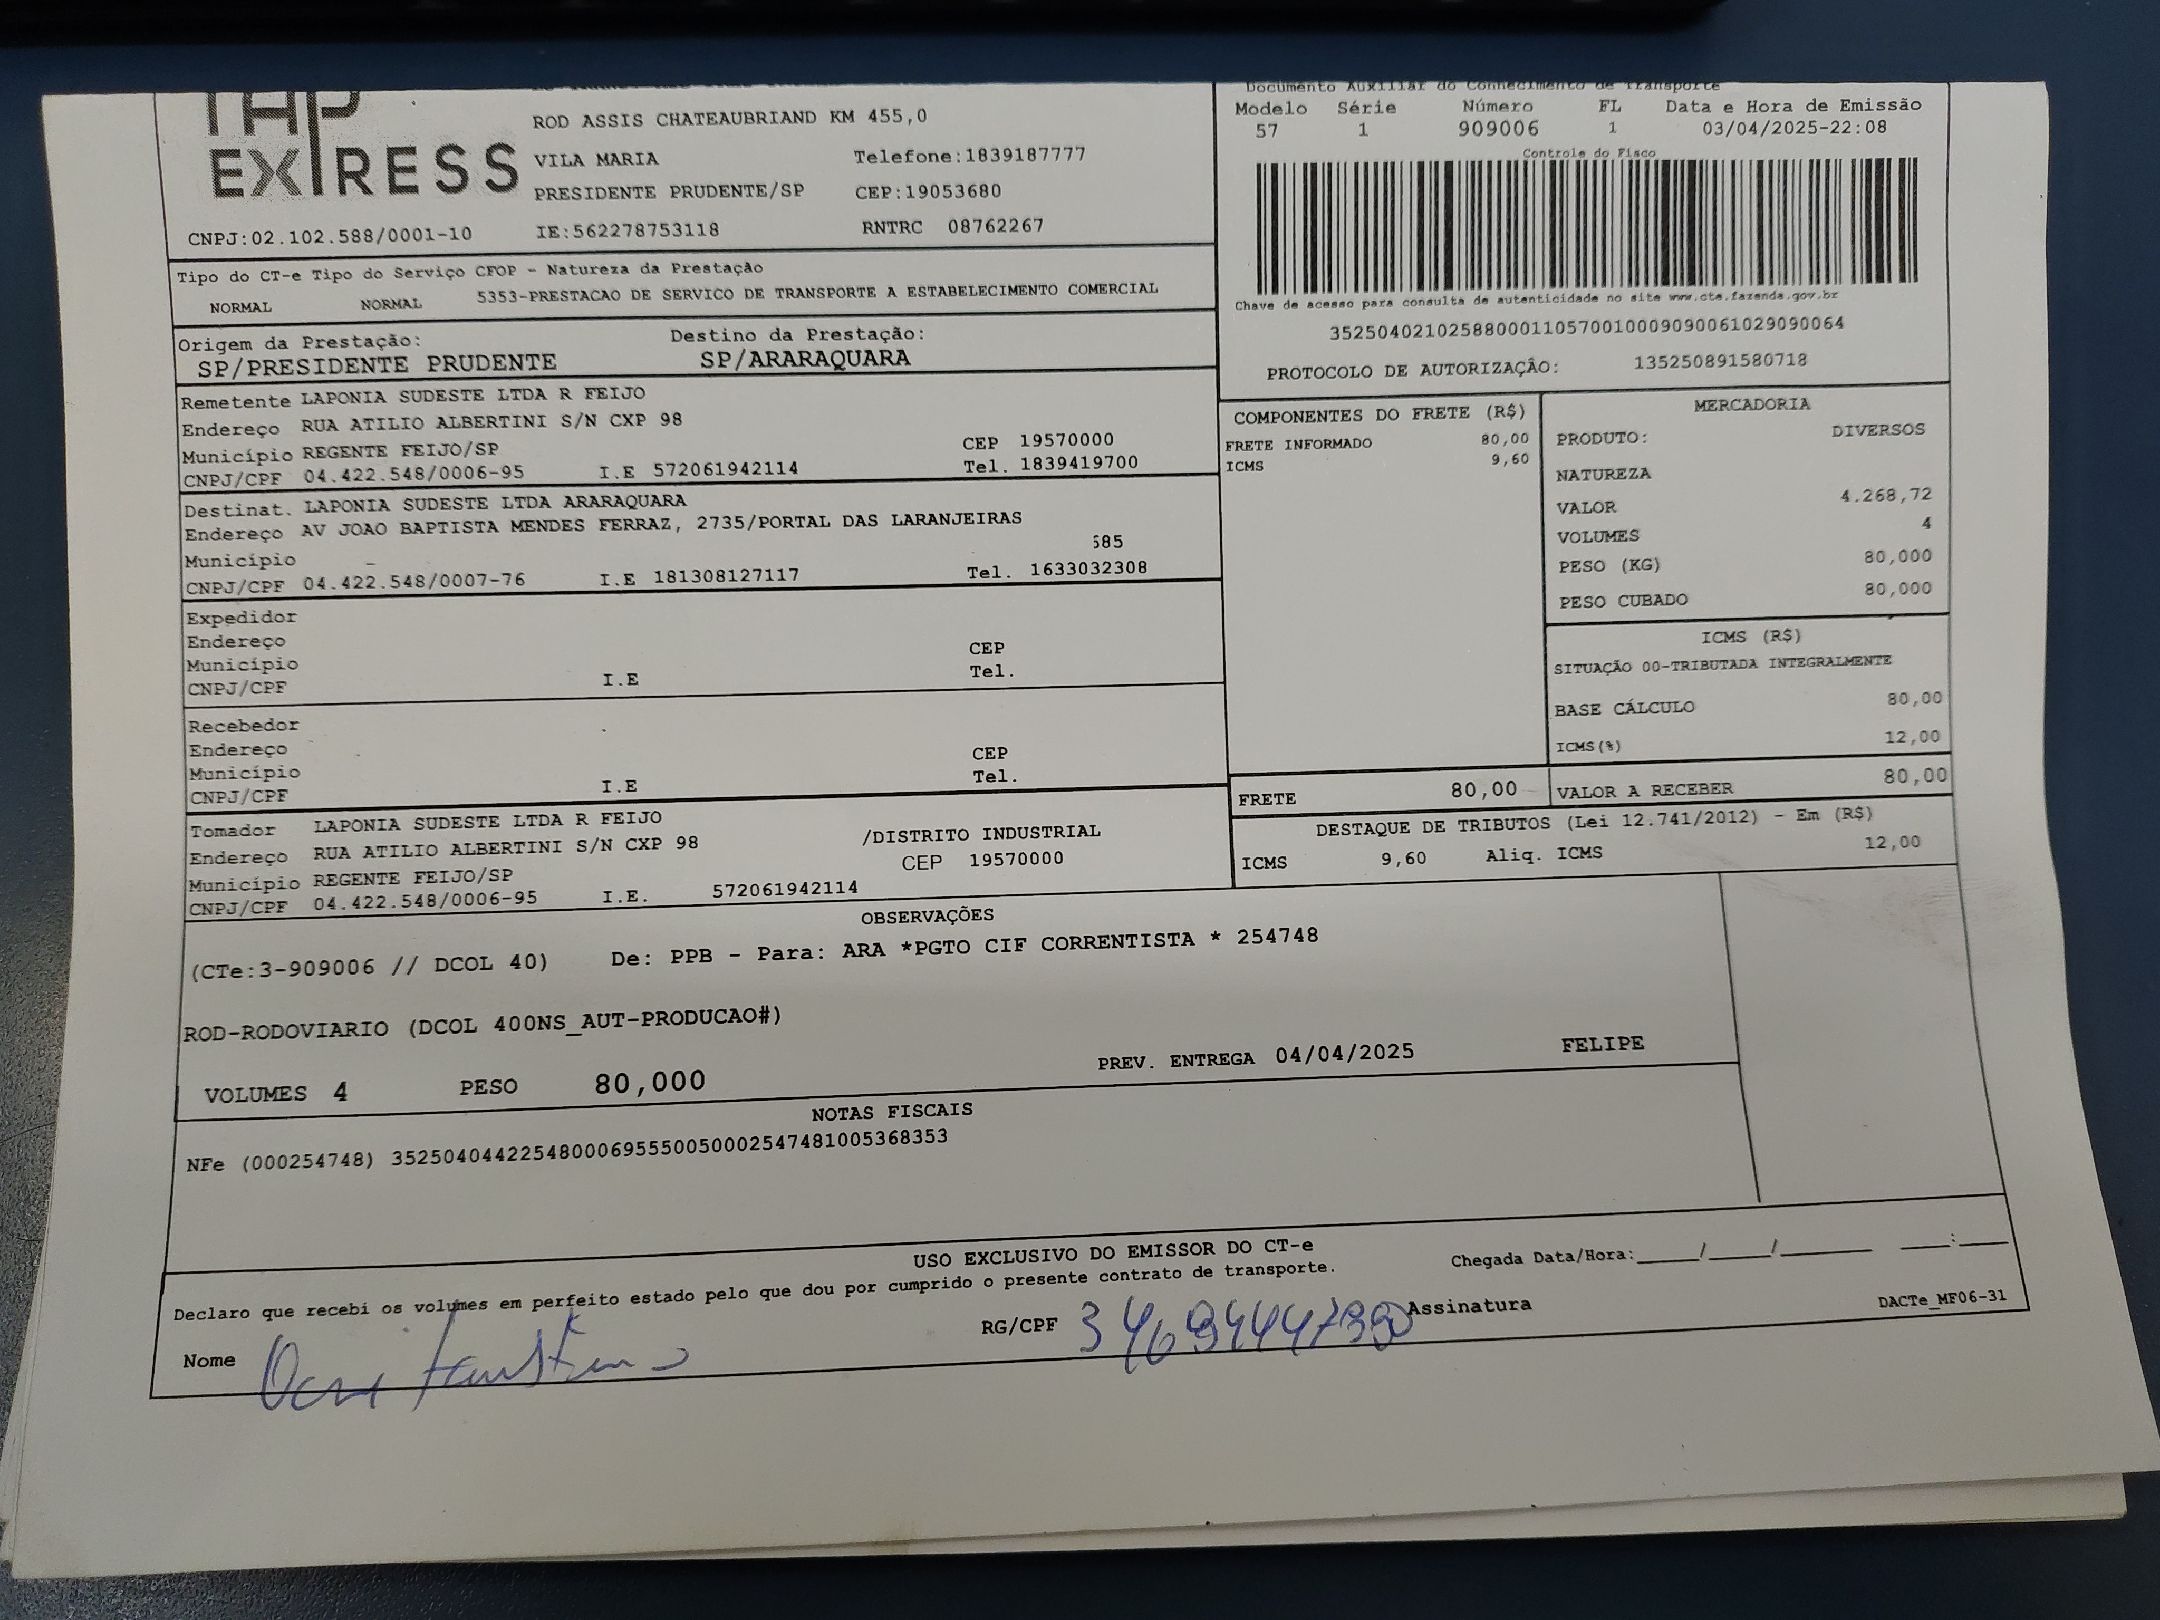 TAP
EXPRESS
ROD ASSIS CHATEAUBRIAND KM 455,0
VILA MARIA Telefone:1839187777
PRESIDENTE PRUDENTE/SP CEP:19053680
CNPJ:02.102.588/0001-10 IE:562278753118 RNTRC 08762267
Documento Auxiliar do Conhecimento de Transporte
Modelo Série Número FL Data e Hora de Emissão
57 1 909006 1 03/04/2025-22:08
Controle do Fisco
Chave de acesso para consulta de autenticidade no site www.cte.fazenda.gov.br
35250402102588000110570010009090061029090064
PROTOCOLO DE AUTORIZAÇÂO: 135250891580718
Tipo do CT-e Tipo do Serviço CFOP - Natureza da Prestação
NORMAL NORMAL 5353-PRESTACAO DE SERVICO DE TRANSPORTE A ESTABELECIMENTO COMERCIAL
Origem da Prestação: Destino da Prestação:
SP/PRESIDENTE PRUDENTE SP/ARARAQUARA
Remetente LAPONIA SUDESTE LTDA R FEIJO
Endereço RUA ATILIO ALBERTINI S/N CXP 98
Município REGENTE FEIJO/SP CEP 19570000
CNPJ/CPF 04.422.548/0006-95 I.E 572061942114 Tel. 1839419700
Destinat. LAPONIA SUDESTE LTDA ARARAQUARA
Endereço AV JOAO BAPTISTA MENDES FERRAZ, 2735/PORTAL DAS LARANJEIRAS
Município 585
CNPJ/CPF 04.422.548/0007-76 I.E 181308127117 Tel. 1633032308
Expedidor
Endereço CEP
Município Tel.
CNPJ/CPF I.E
Recebedor
Endereço CEP
Município Tel.
CNPJ/CPF I.E
Tomador LAPONIA SUDESTE LTDA R FEIJO
Endereço RUA ATILIO ALBERTINI S/N CXP 98 /DISTRITO INDUSTRIAL
Município REGENTE FEIJO/SP CEP 19570000
CNPJ/CPF 04.422.548/0006-95 I.E. 572061942114
COMPONENTES DO FRETE (R$)
FRETE INFORMADO 80,00
ICMS 9,60
MERCADORIA
PRODUTO: DIVERSOS
NATUREZA
VALOR 4.268,72
VOLUMES 4
PESO (KG) 80,000
PESO CUBADO 80,000
ICMS (R$)
SITUAÇÃO 00-TRIBUTADA INTEGRALMENTE
BASE CÁLCULO 80,00
ICMS(%) 12,00
FRETE 80,00 VALOR A RECEBER 80,00
DESTAQUE DE TRIBUTOS (Lei 12.741/2012) - Em (R$)
ICMS 9,60 Aliq. ICMS 12,00
OBSERVAÇÕES
(CTe:3-909006 // DCOL 40) De: PPB - Para: ARA *PGTO CIF CORRENTISTA * 254748
ROD-RODOVIARIO (DCOL 400NS_AUT-PRODUCAO#)
VOLUMES 4 PESO 80,000 PREV. ENTREGA 04/04/2025 FELIPE
NOTAS FISCAIS
NFe (000254748) 35250404422548000695550050002547481005368353
USO EXCLUSIVO DO EMISSOR DO CT-e
Declaro que recebi os volumes em perfeito estado pelo que dou por cumprido o presente contrato de transporte.
Chegada Data/Hora:____/____/______ ___:___
Nome RG/CPF Assinatura DACTe_MF06-31